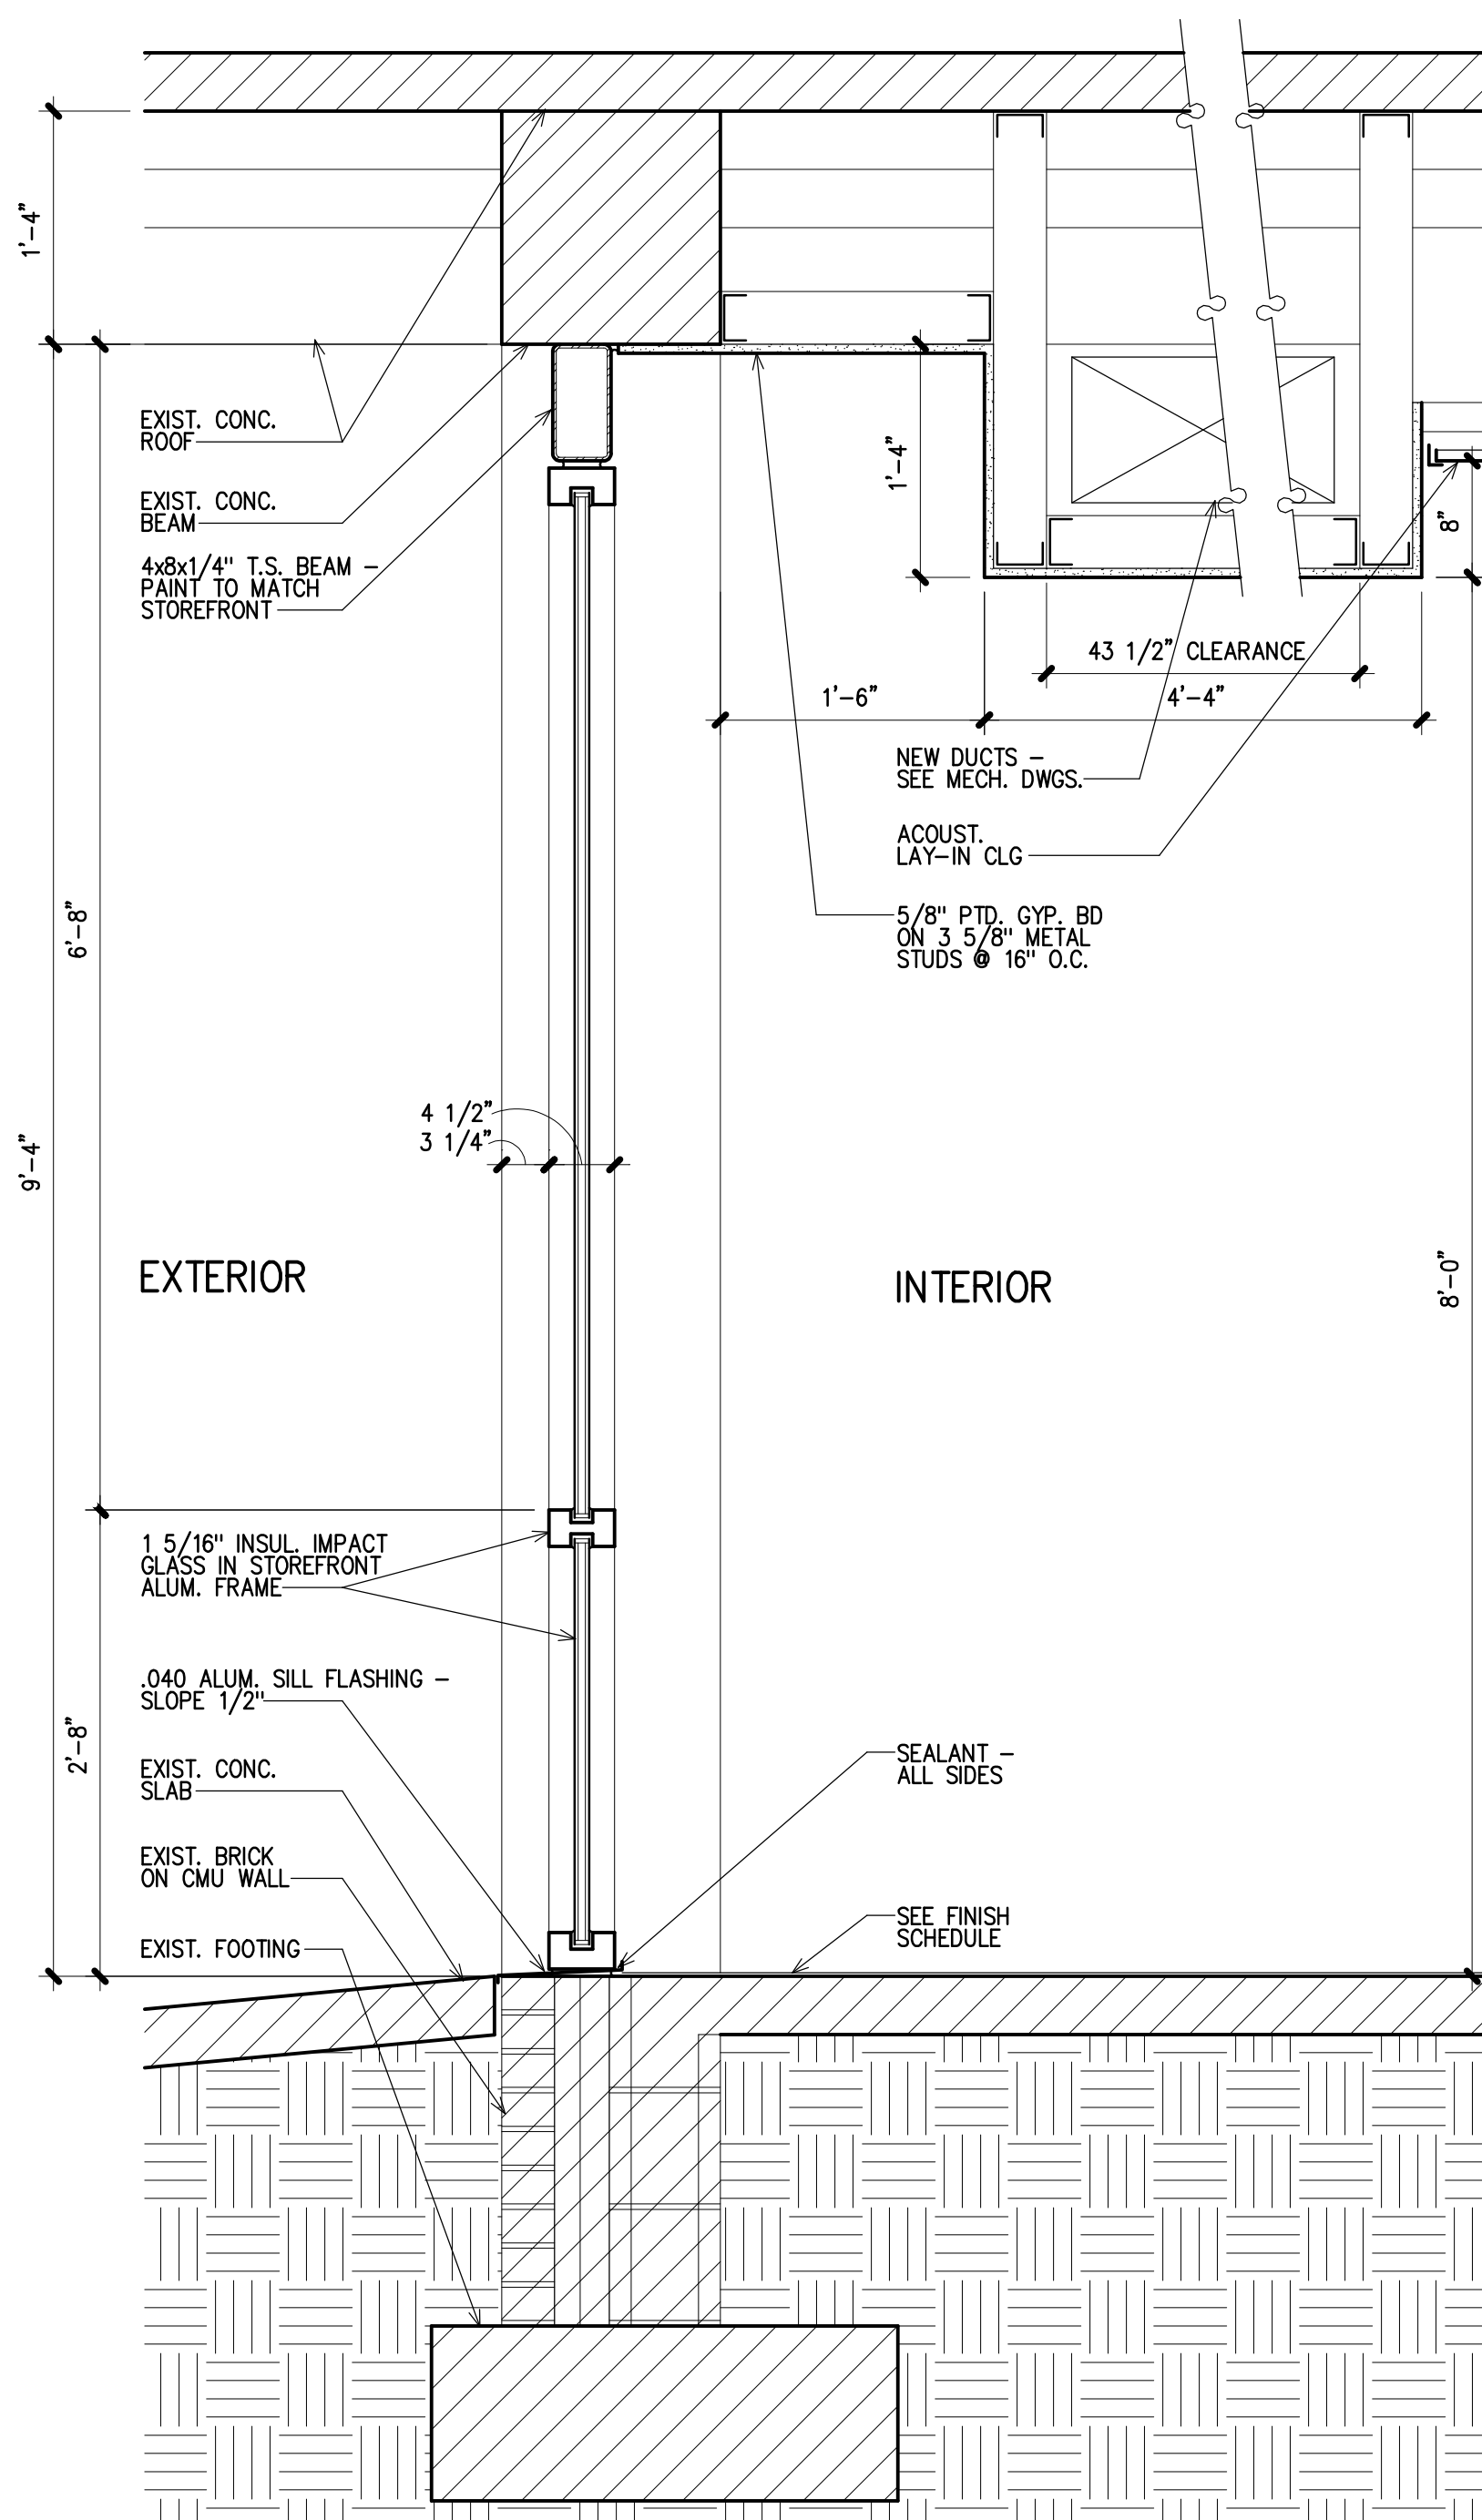 1'-4"
EXIST. CONC.
ROOF
EXIST. CONC.
BEAM
4x8x1/4" T.S. BEAM -
PAINT TO MATCH
STOREFRONT
1'-4"
8"
43 1/2" CLEARANCE
1'-6"
4'-4"
NEW DUCTS -
SEE MECH. DWGS.
ACOUST.
LAY-IN CLG
5/8" PTD. GYP. BD
ON 3 5/8" METAL
STUDS @ 16" O.C.
6'-8"
9'-4"
4 1/2"
3 1/4"
EXTERIOR
INTERIOR
8'-0"
1 5/16" INSUL. IMPACT
GLASS IN STOREFRONT
ALUM. FRAME
.040 ALUM. SILL FLASHING -
SLOPE 1/2"
2'-8"
EXIST. CONC.
SLAB
EXIST. BRICK
ON CMU WALL
EXIST. FOOTING
SEALANT -
ALL SIDES
SEE FINISH
SCHEDULE